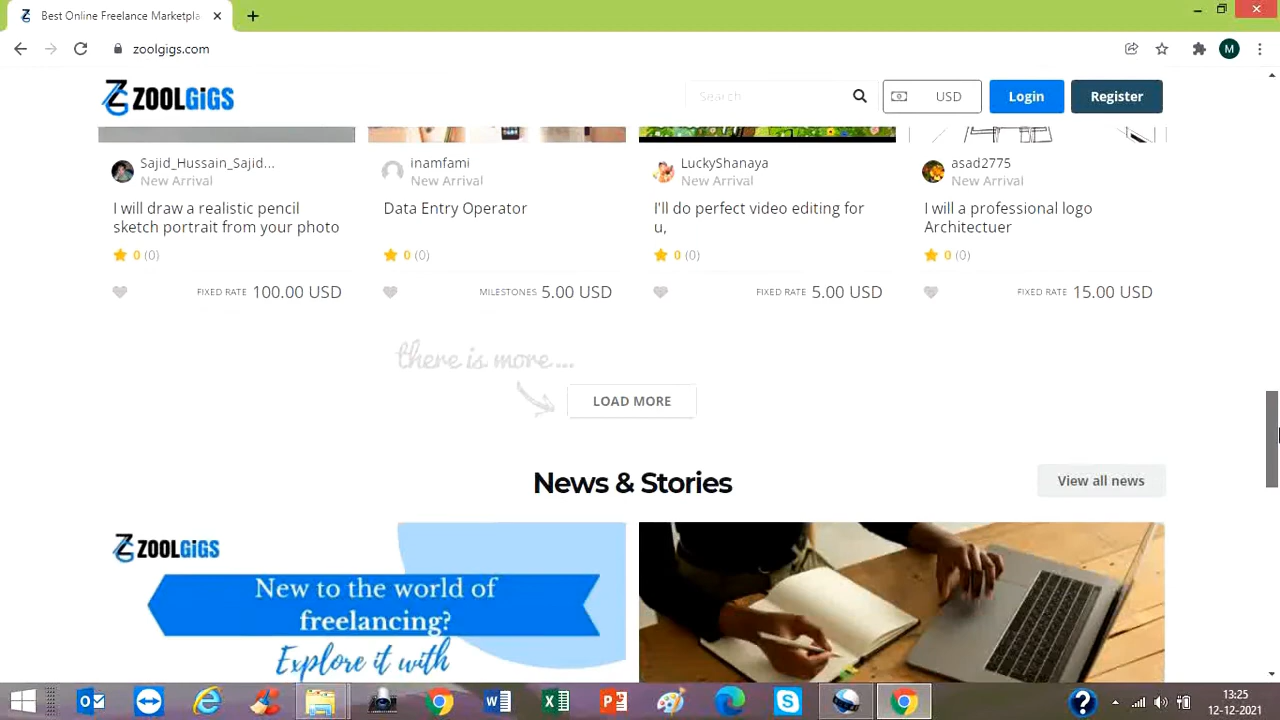 Best Online Freelance Marketpla
zoolgigs.com
M
ZOOLGiGS
Search
USD
Login
Register
Sajid_Hussain_Sajid...
New Arrival
I will draw a realistic pencil
sketch portrait from your photo
0 (0)
FIXED RATE 100.00 USD
inamfami
New Arrival
Data Entry Operator
0 (0)
MILESTONES 5.00 USD
LuckyShanaya
New Arrival
I'll do perfect video editing for
u,
0 (0)
FIXED RATE 5.00 USD
asad2775
New Arrival
I will a professional logo
Architectuer
0 (0)
FIXED RATE 15.00 USD
there is more...
LOAD MORE
News & Stories
View all news
ZOOLGiGS
New to the world of
freelancing?
Explore it with
13:25
12-12-2021